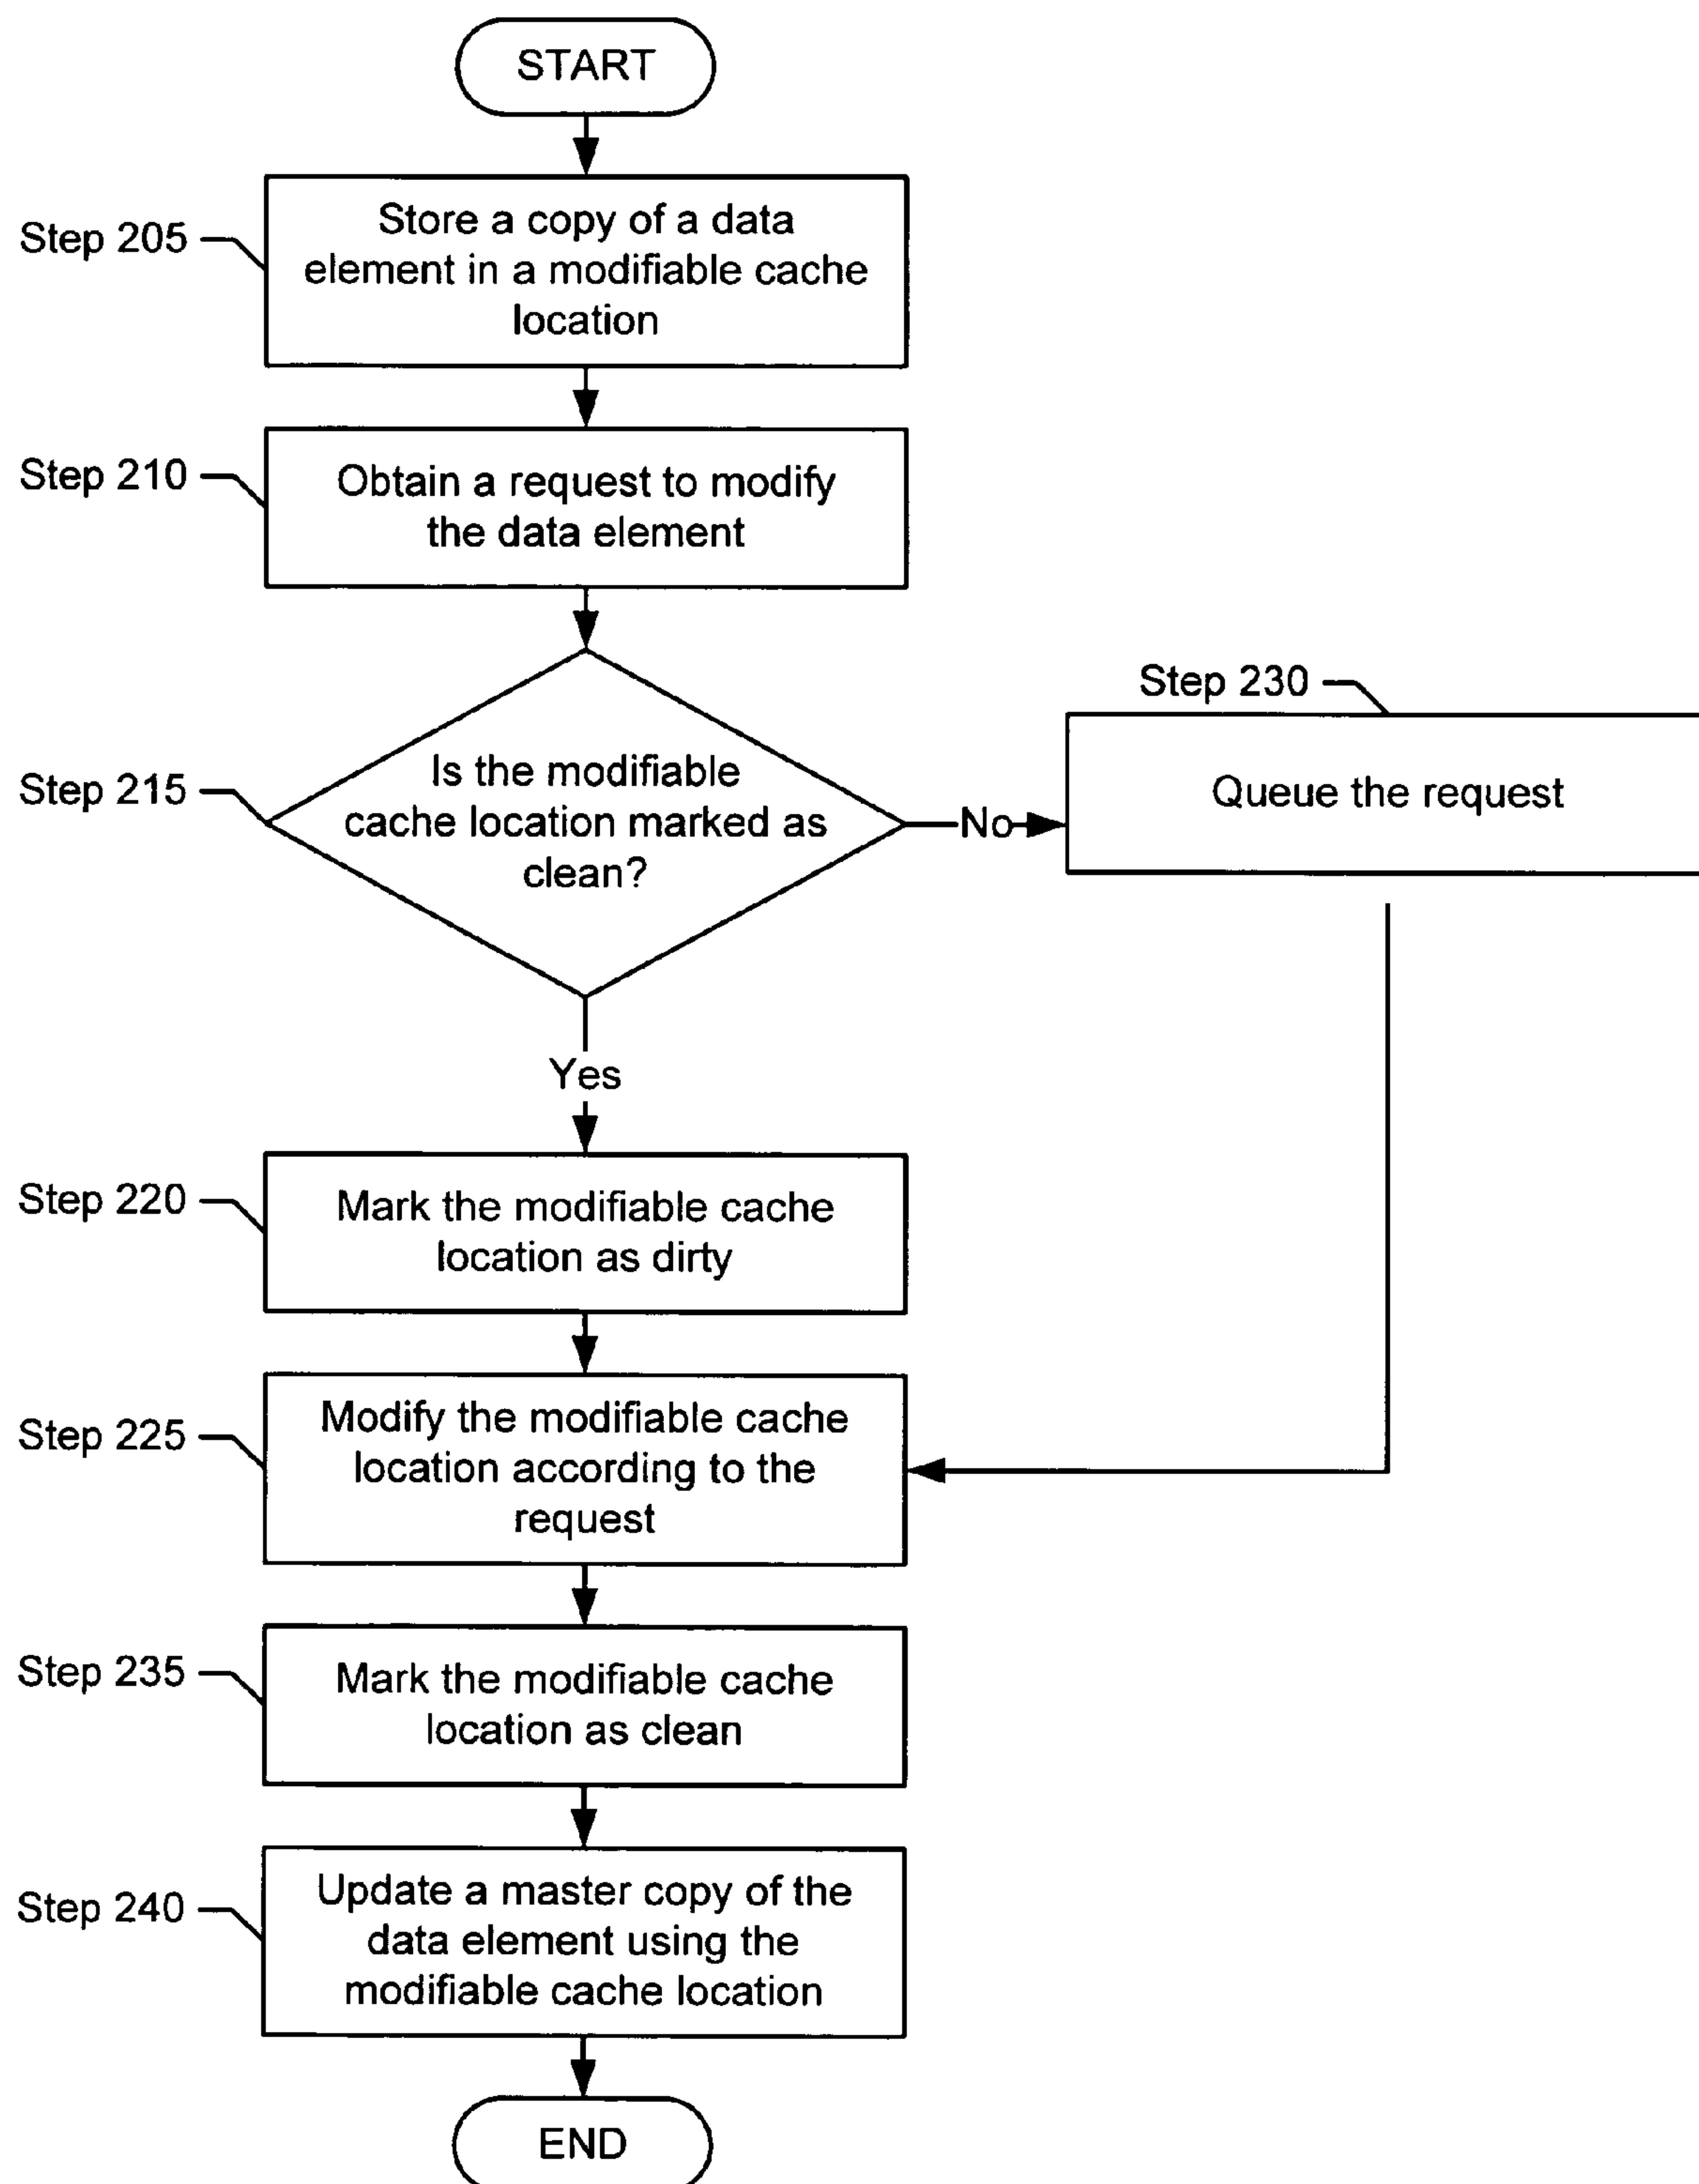 START
Step 205
Store a copy of a data
element in a modifiable cache
location
Step 210
Obtain a request to modify
the data element
Step 215
Is the modifiable
cache location marked as
clean?
No
Step 230
Queue the request
Yes
Step 220
Mark the modifiable cache
location as dirty
Step 225
Modify the modifiable cache
location according to the
request
Step 235
Mark the modifiable cache
location as clean
Step 240
Update a master copy of the
data element using the
modifiable cache location
END